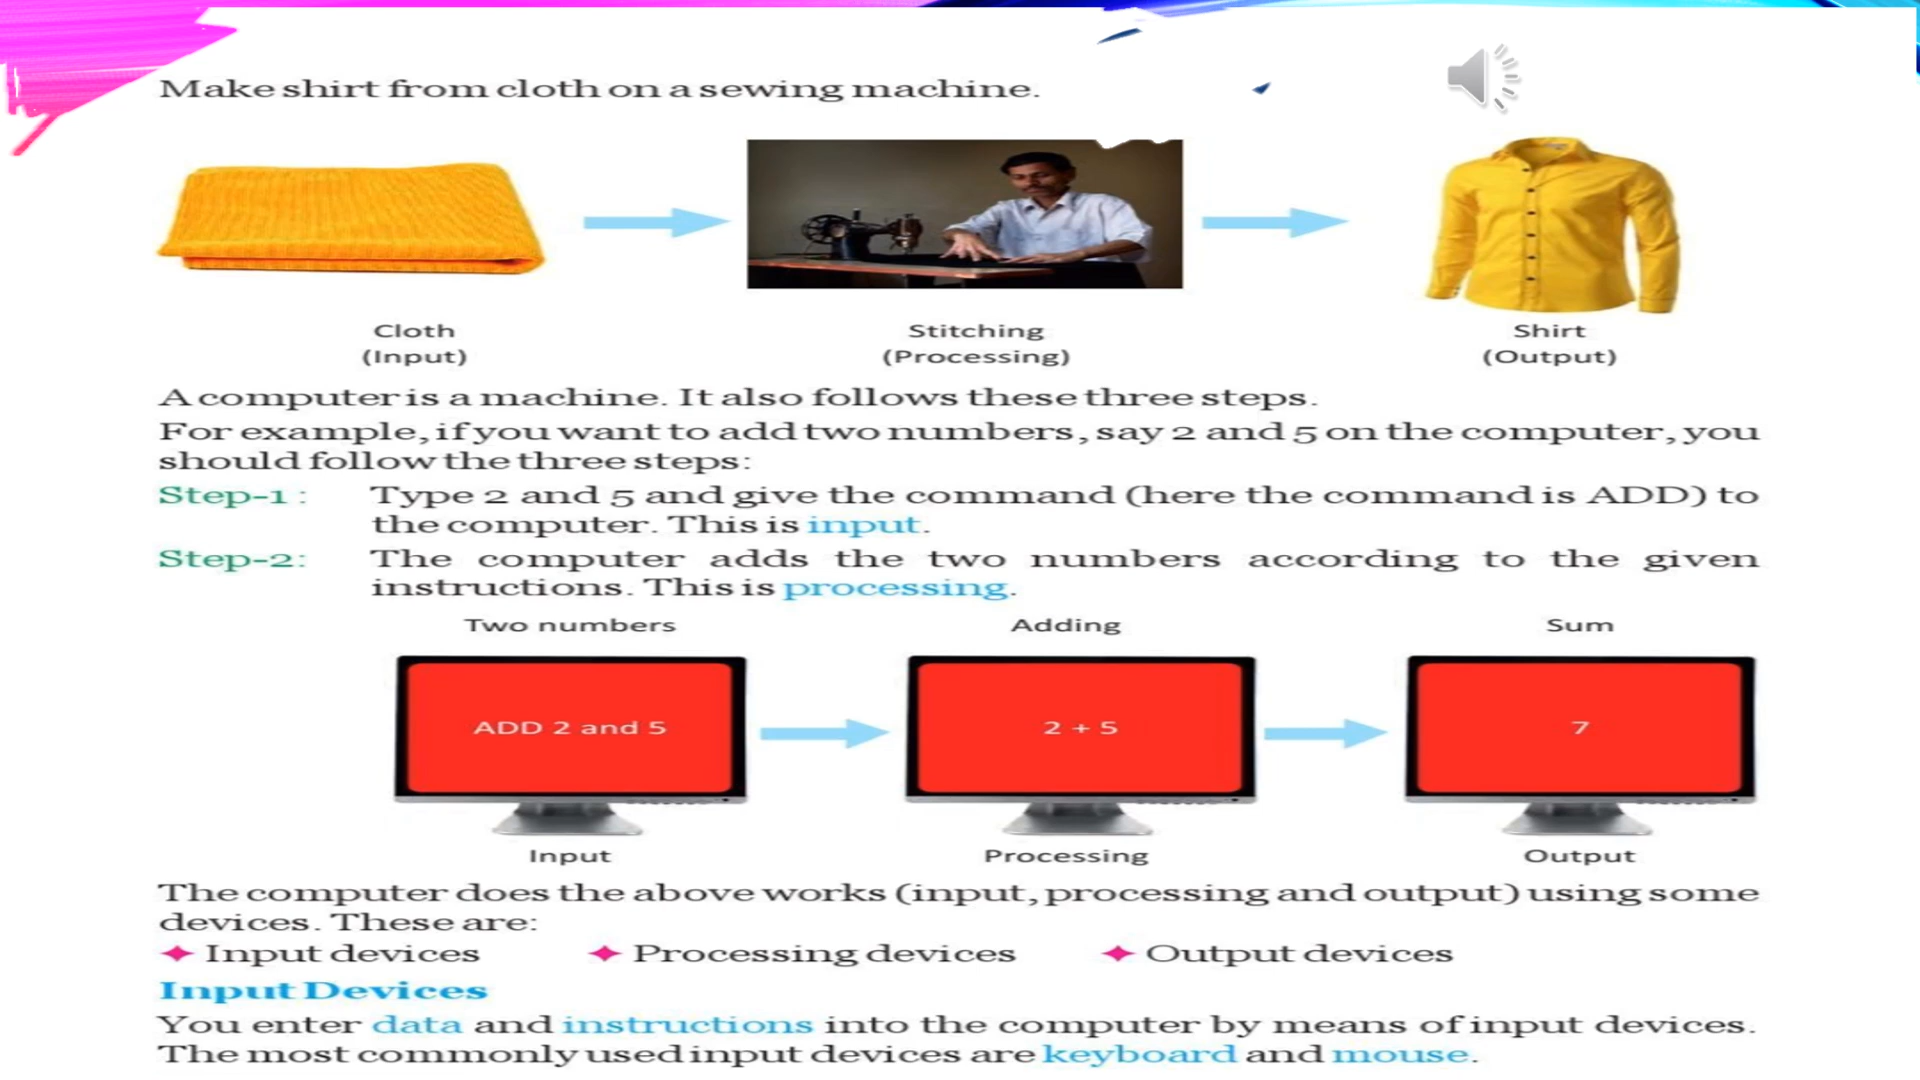 Make shirt from cloth on a sewing machine.
Cloth
(Input)
Stitching
(Processing)
Shirt
(Output)
A computer is a machine. It also follows these three steps.
For example, if you want to add two numbers, say 2 and 5 on the computer, you
should follow the three steps:
Step-1 : Type 2 and 5 and give the command (here the command is ADD) to
the computer. This is input.
Step-2: The computer adds the two numbers according to the given
instructions. This is processing.
Two numbers
Adding
Sum
ADD 2 and 5
2 + 5
7
Input
Processing
Output
The computer does the above works (input, processing and output) using some
devices. These are:
Input devices Processing devices Output devices
Input Devices
You enter data and instructions into the computer by means of input devices.
The most commonly used input devices are keyboard and mouse.